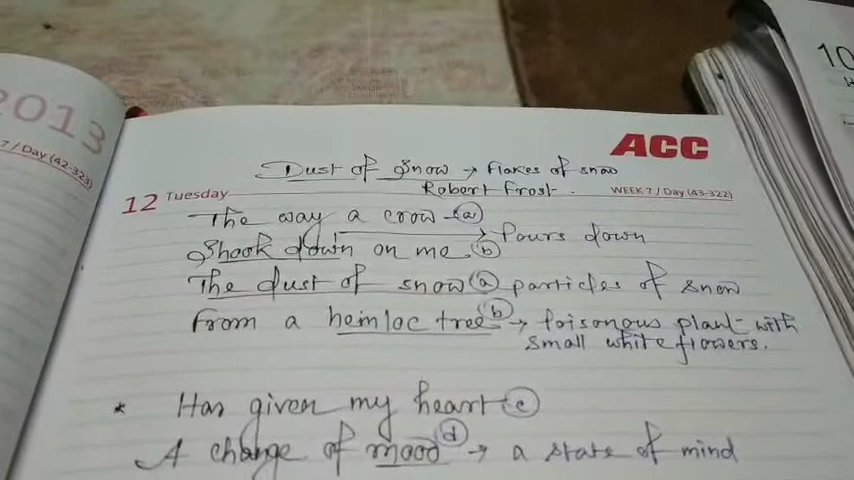 2013
7 / Day (42-323)
ACC
Dust of Snow → Flakes of snow
12 Tuesday
Robert Frost.
WEEK 7 / Day (43-322)
The way a crow (a)
Shook down on me (b) → Pours down
The dust of snow (a) particles of snow
From a hemloc tree (b) → Poisonous plant with
small white flowers.
* Has given my heart (c)
A change of mood (d) → a state of mind
10